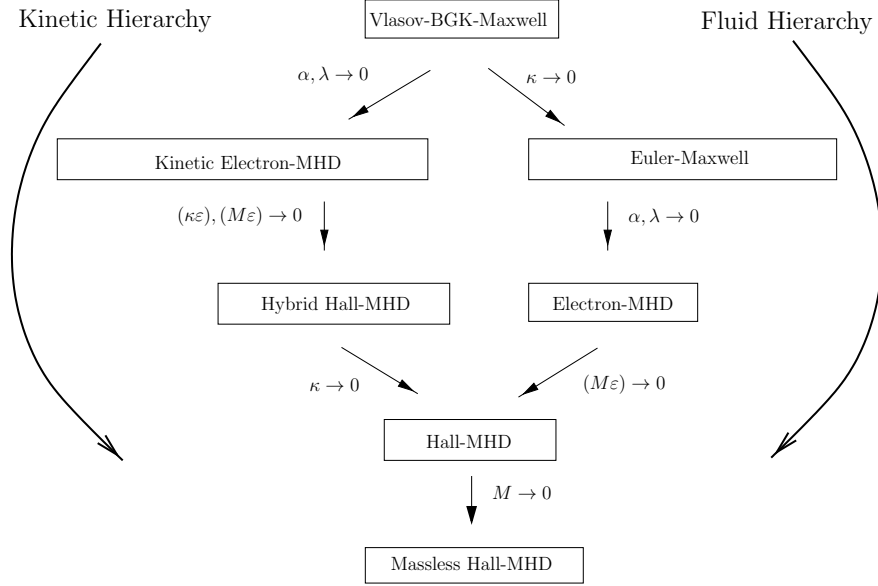 Kinetic Hierarchy
Vlasov-BGK-Maxwell
Fluid Hierarchy
α, λ → 0
κ → 0
Kinetic Electron-MHD
Euler-Maxwell
(κε), (Mε) → 0
α, λ → 0
Hybrid Hall-MHD
Electron-MHD
κ → 0
(Mε) → 0
Hall-MHD
M → 0
Massless Hall-MHD